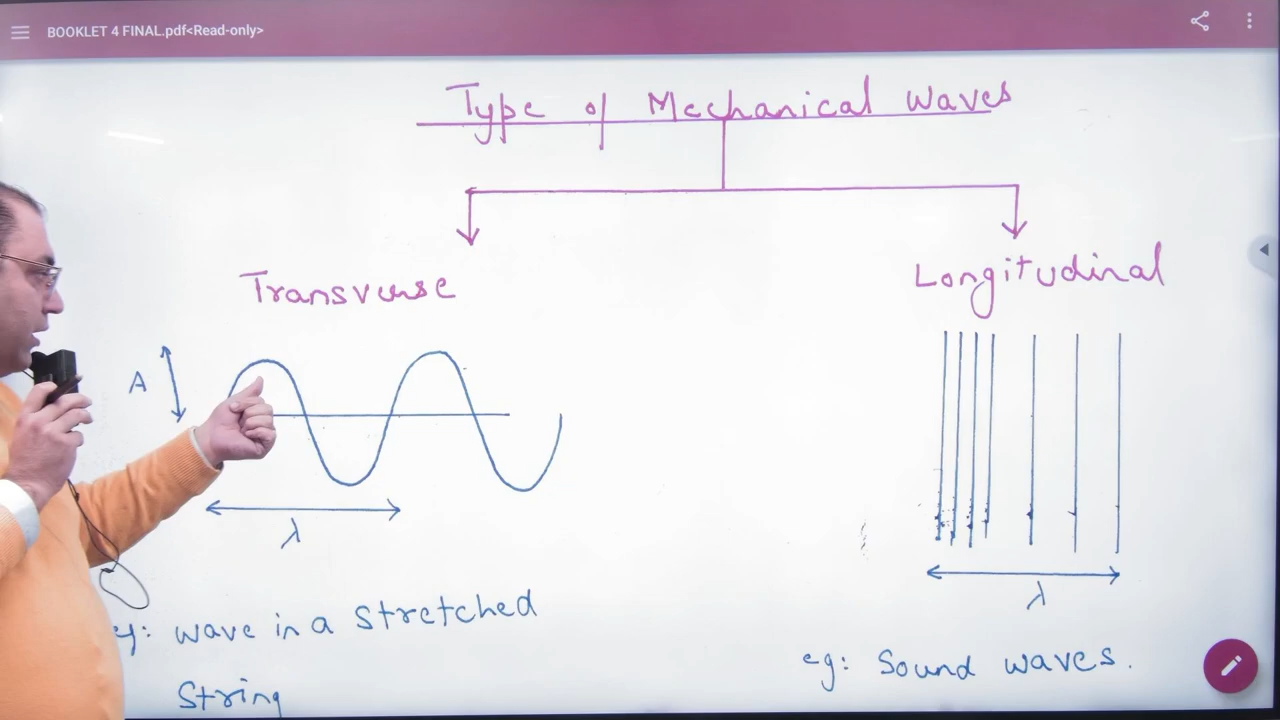 BOOKLET 4 FINAL.pdf<Read-only>
Type of Mechanical Waves
Transverse
Longitudinal
A
λ
λ
eg: wave in a stretched
String
eg: Sound waves.